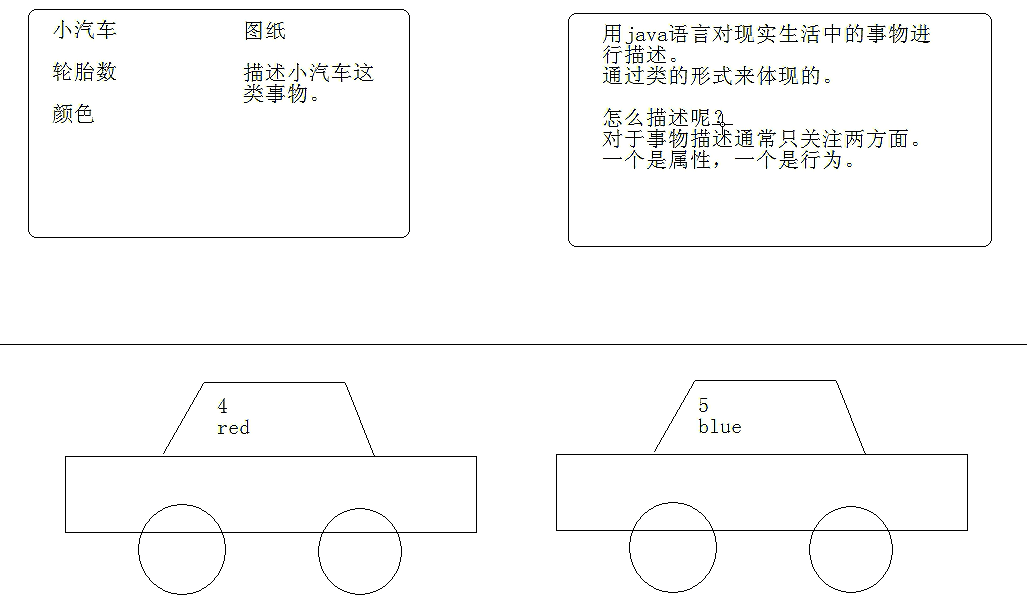 小汽车
轮胎数
颜色
图纸
描述小汽车这
类事物。
用java语言对现实生活中的事物进
行描述。
通过类的形式来体现的。
怎么描述呢？
对于事物描述通常只关注两方面。
一个是属性，一个是行为。
4
red
5
blue